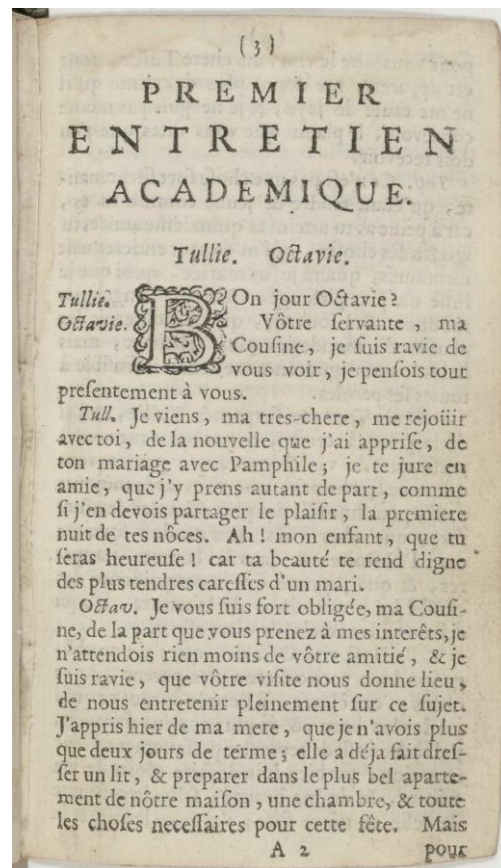 (3)
PREMIER
ENTRETIEN
ACADEMIQUE.
Tullie. Octavie.
Tullie. BOn jour Octavie?
Octavie. Vôtre ſervante, ma
Couſine, je ſuis ravie de
vous voir, je penſois tout
preſentement à vous.
Tull. Je viens, ma tres-chere, me rejoüir
avec toi, de la nouvelle que j'ai appriſe, de
ton mariage avec Pamphile; je te jure en
amie, que j'y prens autant de part, comme
ſi j'en devois partager le plaiſir, la premiere
nuit de tes nôces. Ah! mon enfant, que tu
ſeras heureuſe! car ta beauté te rend digne
des plus tendres careſſes d'un mari.
Octav. Je vous ſuis fort obligée, ma Couſi-
ne, de la part que vous prenez à mes interêts, je
n'attendois rien moins de vôtre amitié, & je
ſuis ravie, que vôtre viſite nous donne lieu,
de nous entretenir pleinement ſur ce ſujet.
J'appris hier de ma mere, que je n'avois plus
que deux jours de terme; elle a déja fait dreſ-
ſer un lit, & preparer dans le plus bel aparte-
ment de nôtre maiſon, une chambre, & toute
les choſes neceſſaires pour cette fête. Mais
A 2 pour